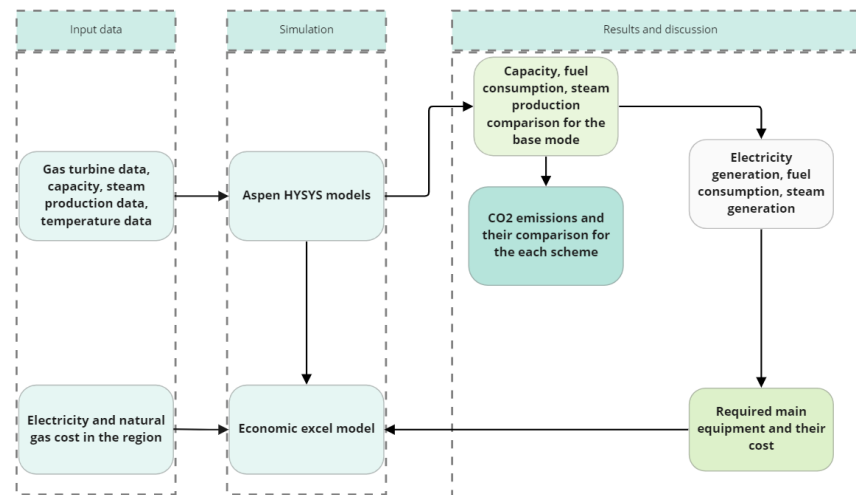 Input data
Simulation
Results and discussion
Capacity, fuel
consumption, steam
production
comparison for the
base mode
Gas turbine data,
capacity, steam
production data,
temperature data
Aspen HYSYS models
Electricity
generation, fuel
consumption, steam
generation
CO2 emissions and
their comparison for
the each scheme
Electricity and natural
gas cost in the region
Economic excel model
Required main
equipment and their
cost